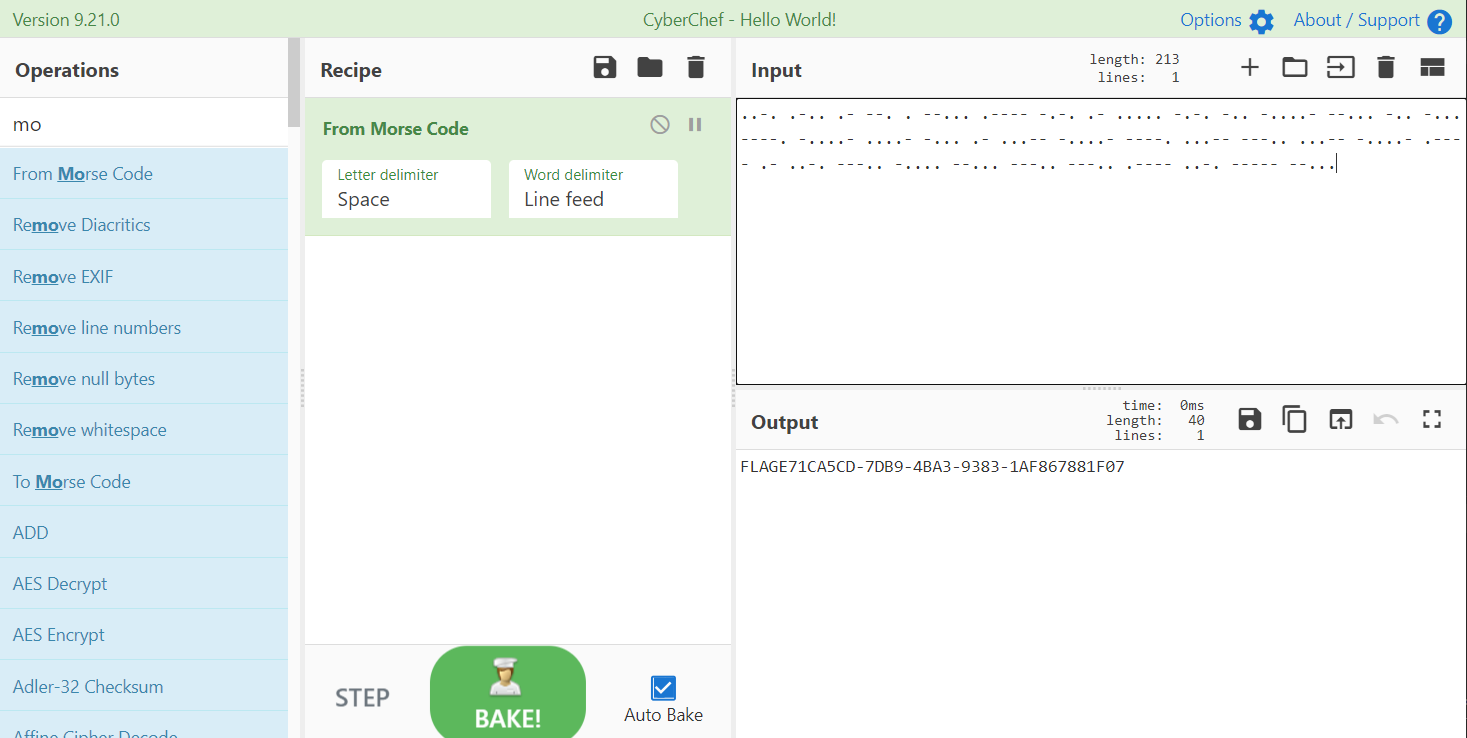 Version 9.21.0
CyberChef - Hello World!
Options
About / Support ?
Operations
mo
From Morse Code
Remove Diacritics
Remove EXIF
Remove line numbers
Remove null bytes
Remove whitespace
To Morse Code
ADD
AES Decrypt
AES Encrypt
Adler-32 Checksum
Affine Cipher Decode
Recipe
From Morse Code
Letter delimiter
Space
Word delimiter
Line feed
STEP
BAKE!
Auto Bake
Input
length: 213
lines: 1
..-. .-.. .- --. . --... .---- -.-. .- ..... -.-. -.. -....- --... -.. -...
----. -....- ....- -... .- ...-- -....- ----. ...-- ---.. ...-- -....- .---
- .- ..-. ---.. -.... --... ---.. ---.. .---- ..-. ----- --...
Output
time: 0ms
length: 40
lines: 1
FLAGE71CA5CD-7DB9-4BA3-9383-1AF867881F07